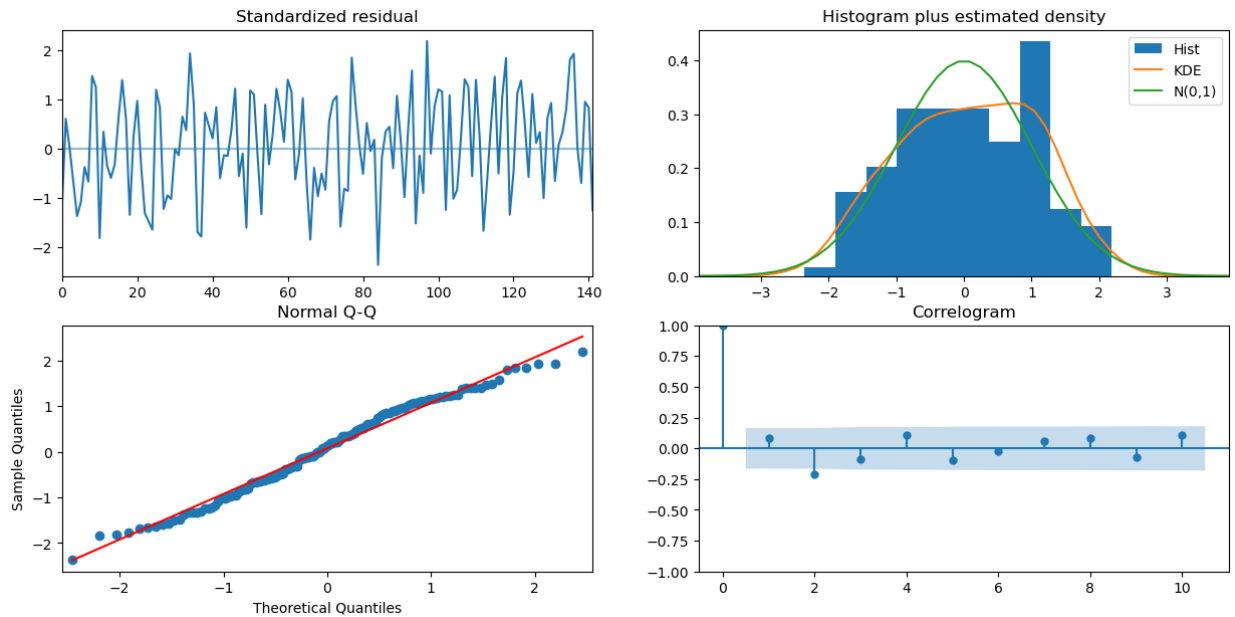 Standardized residual
2
1
0
−1
−2
0 20 40 60 80 100 120 140
Histogram plus estimated density
Hist
KDE
N(0,1)
0.4
0.3
0.2
0.1
0.0
−3 −2 −1 0 1 2 3
Normal Q-Q
Sample Quantiles
2
1
0
−1
−2
−2 −1 0 1 2
Theoretical Quantiles
Correlogram
1.00
0.75
0.50
0.25
0.00
−0.25
−0.50
−0.75
−1.00
0 2 4 6 8 10